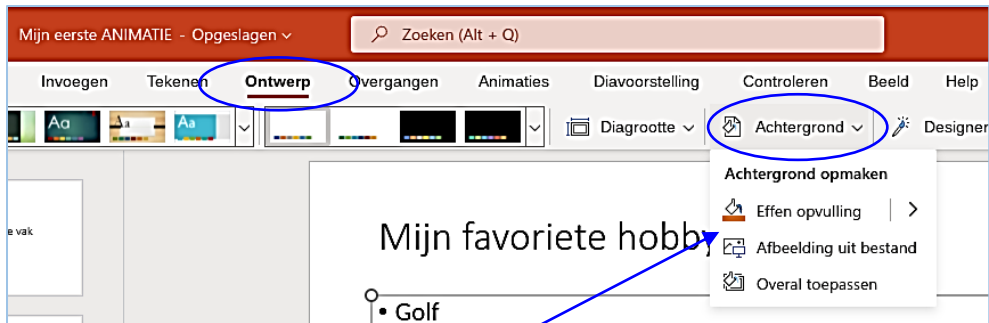 Mijn eerste ANIMATIE - Opgeslagen
Zoeken (Alt + Q)
Invoegen Tekenen Ontwerp Overgangen Animaties Diavoorstelling Controleren Beeld Help
Aa Aa Aa Diagrootte Achtergrond Designer
Achtergrond opmaken
Effen opvulling
Afbeelding uit bestand
Overal toepassen
e vak
Mijn favoriete hobby
• Golf